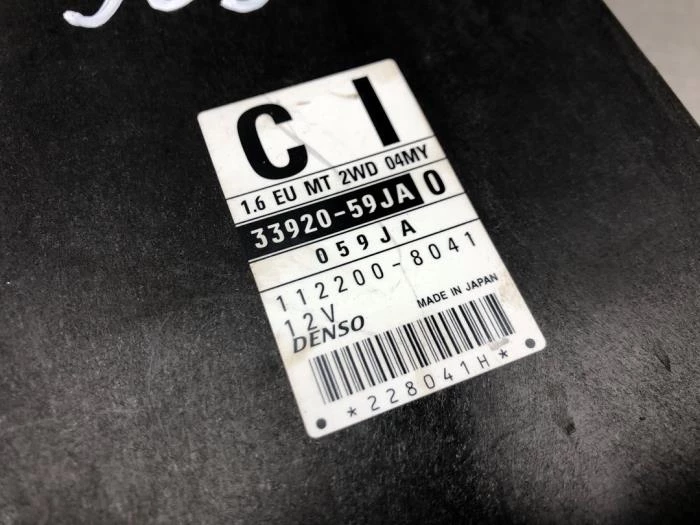 C I
1.6 EU MT 2WD 04MY
33920-59JA 0
059JA
112200-8041
12V
DENSO MADE IN JAPAN
*228041H*